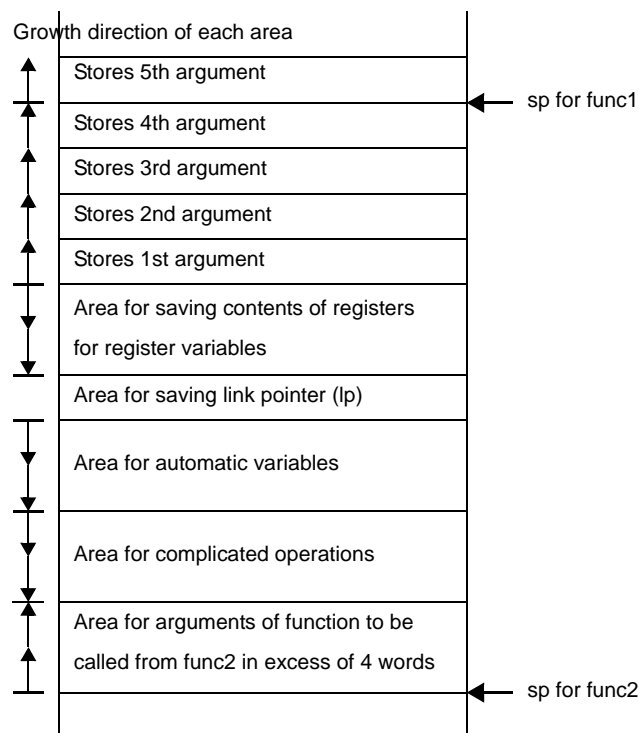 Growth direction of each area
Stores 5th argument
sp for func1
Stores 4th argument
Stores 3rd argument
Stores 2nd argument
Stores 1st argument
Area for saving contents of registers
for register variables
Area for saving link pointer (lp)
Area for automatic variables
Area for complicated operations
Area for arguments of function to be
called from func2 in excess of 4 words
sp for func2